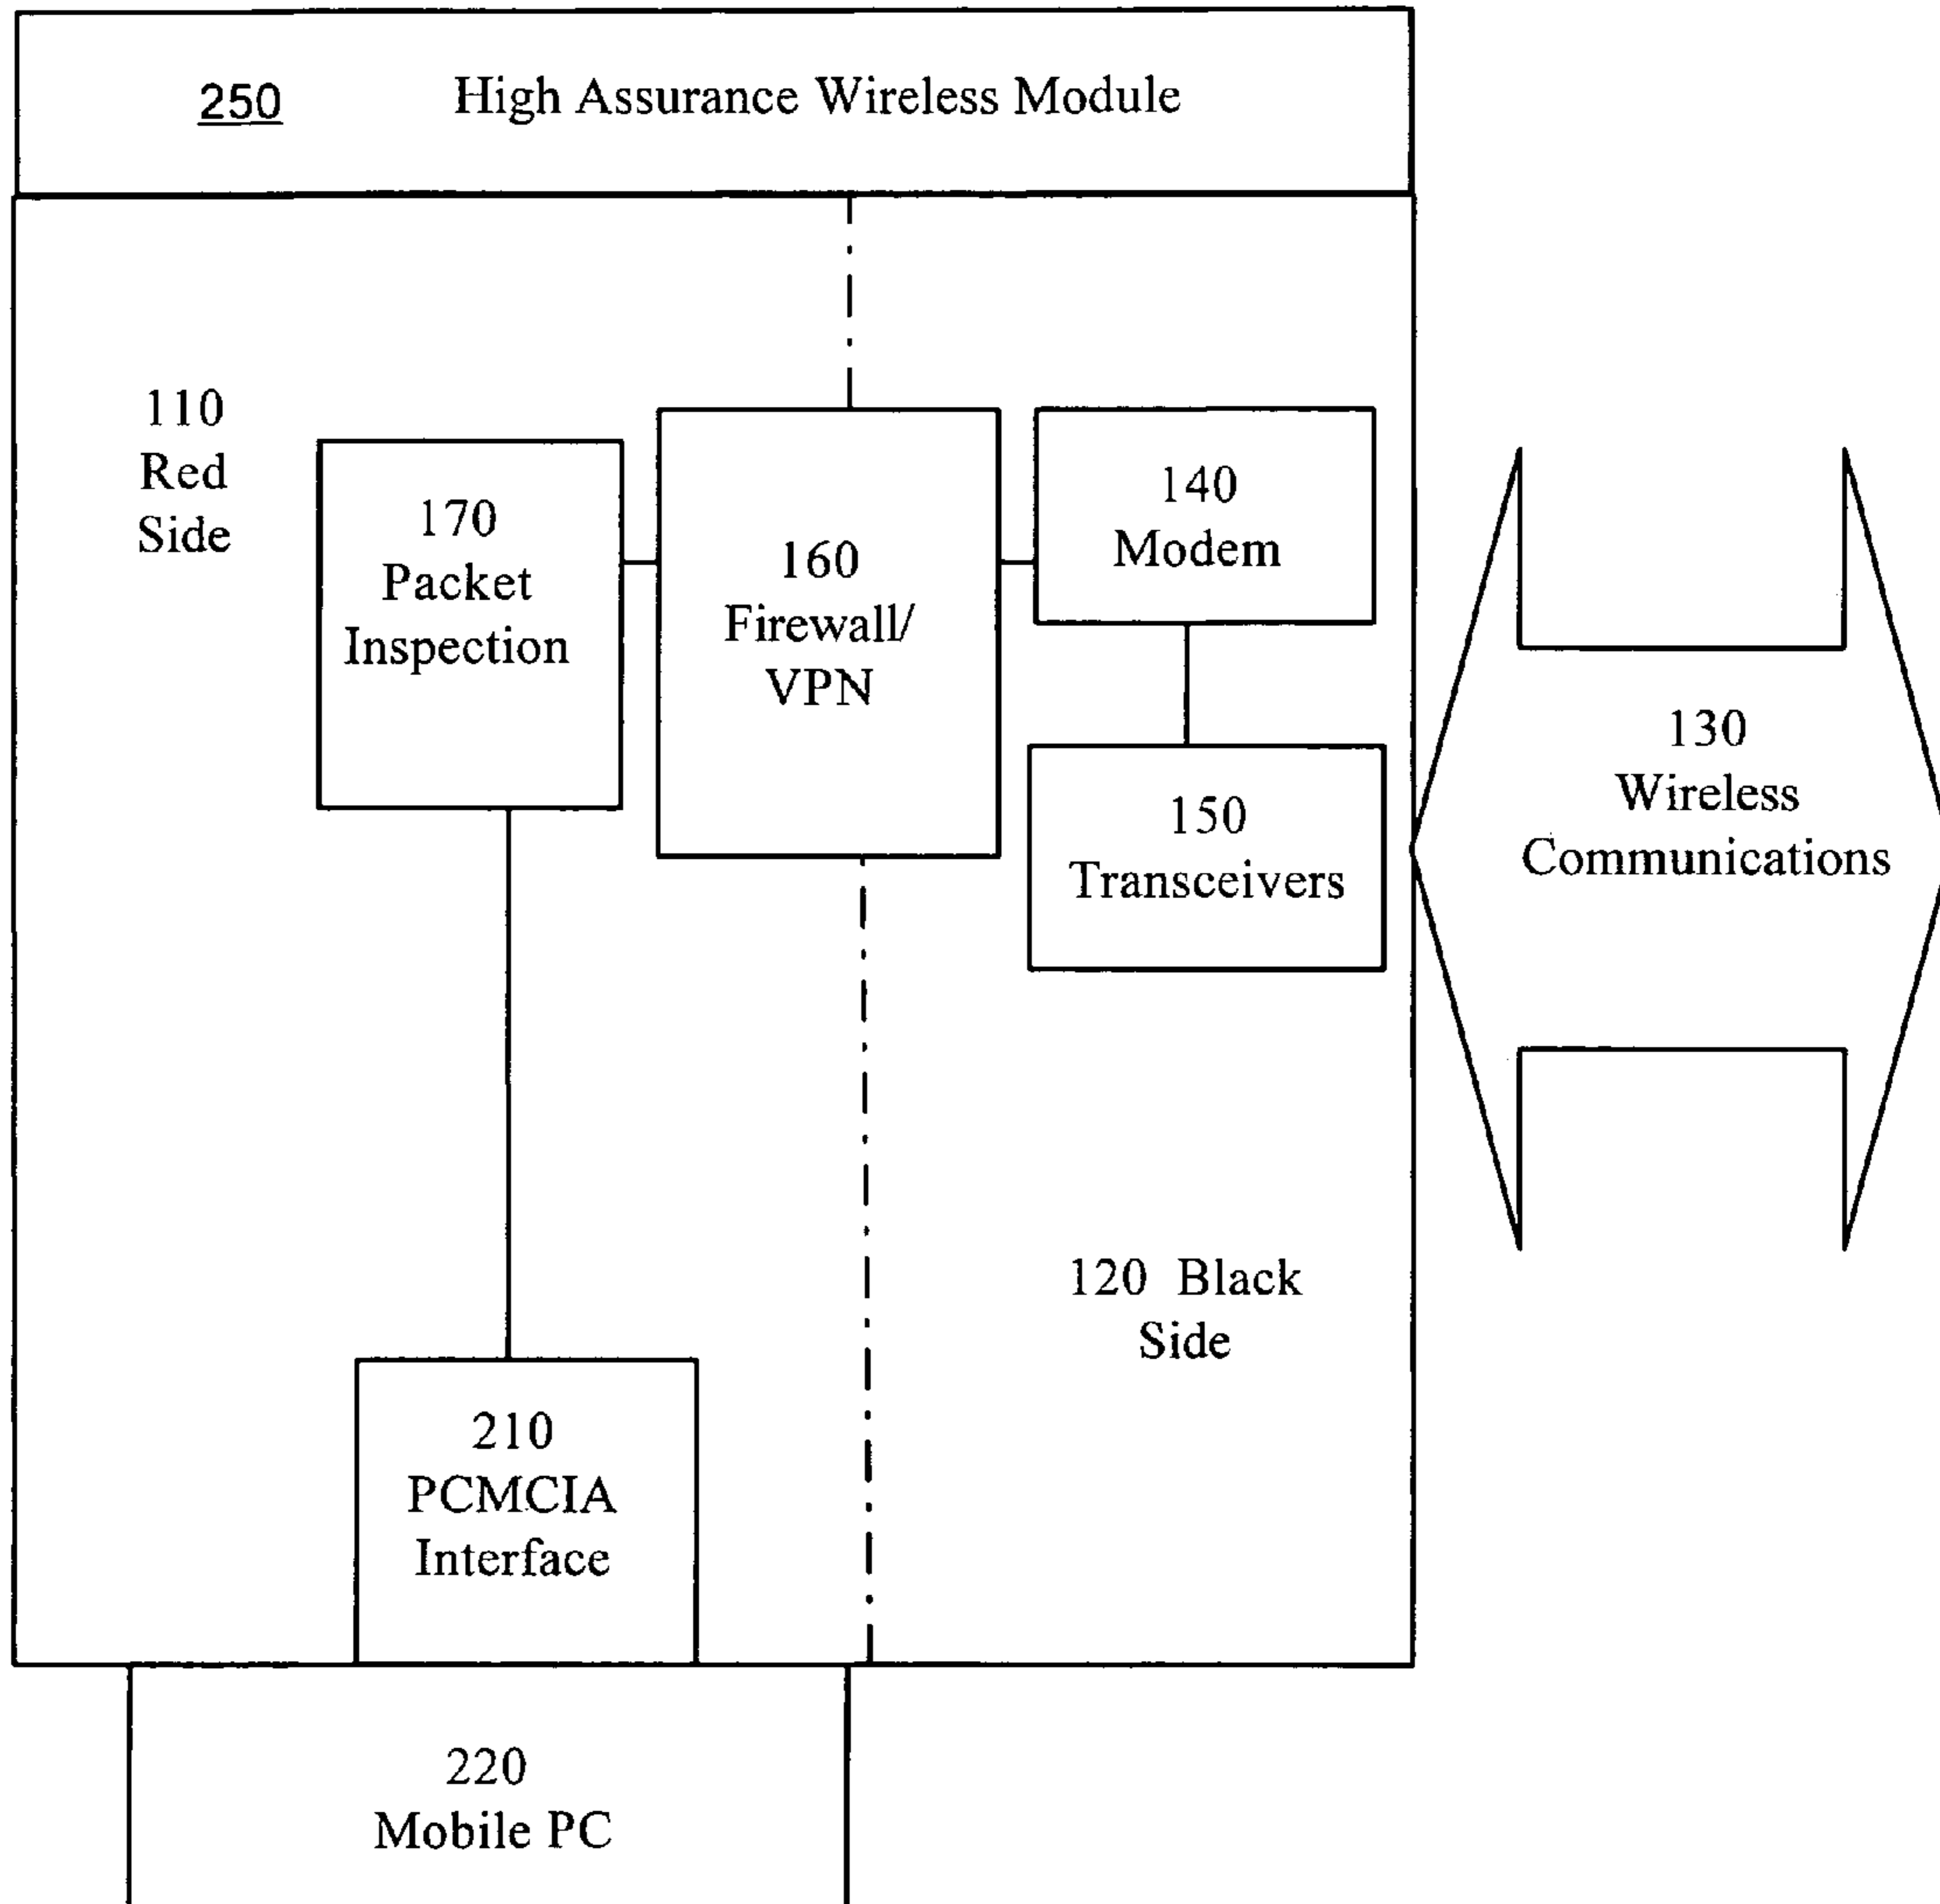 250 High Assurance Wireless Module
110
Red
Side
170
Packet
Inspection
160
Firewall/
VPN
140
Modem
150
Transceivers
130
Wireless
Communications
120 Black
Side
210
PCMCIA
Interface
220
Mobile PC